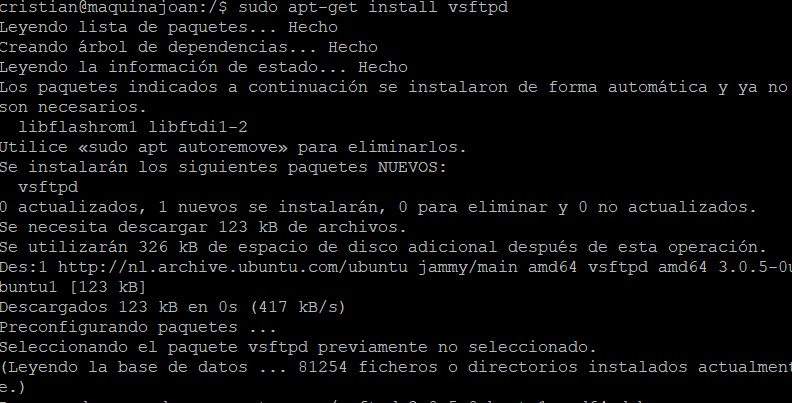 cristian@maquinajoan:/$ sudo apt-get install vsftpd
Leyendo lista de paquetes... Hecho
Creando árbol de dependencias... Hecho
Leyendo la información de estado... Hecho
Los paquetes indicados a continuación se instalaron de forma automática y ya no
son necesarios.
  libflashrom1 libftdi1-2
Utilice «sudo apt autoremove» para eliminarlos.
Se instalarán los siguientes paquetes NUEVOS:
  vsftpd
0 actualizados, 1 nuevos se instalarán, 0 para eliminar y 0 no actualizados.
Se necesita descargar 123 kB de archivos.
Se utilizarán 326 kB de espacio de disco adicional después de esta operación.
Des:1 http://nl.archive.ubuntu.com/ubuntu jammy/main amd64 vsftpd amd64 3.0.5-0u
buntu1 [123 kB]
Descargados 123 kB en 0s (417 kB/s)
Preconfigurando paquetes ...
Seleccionando el paquete vsftpd previamente no seleccionado.
(Leyendo la base de datos ... 81254 ficheros o directorios instalados actualment
e.)